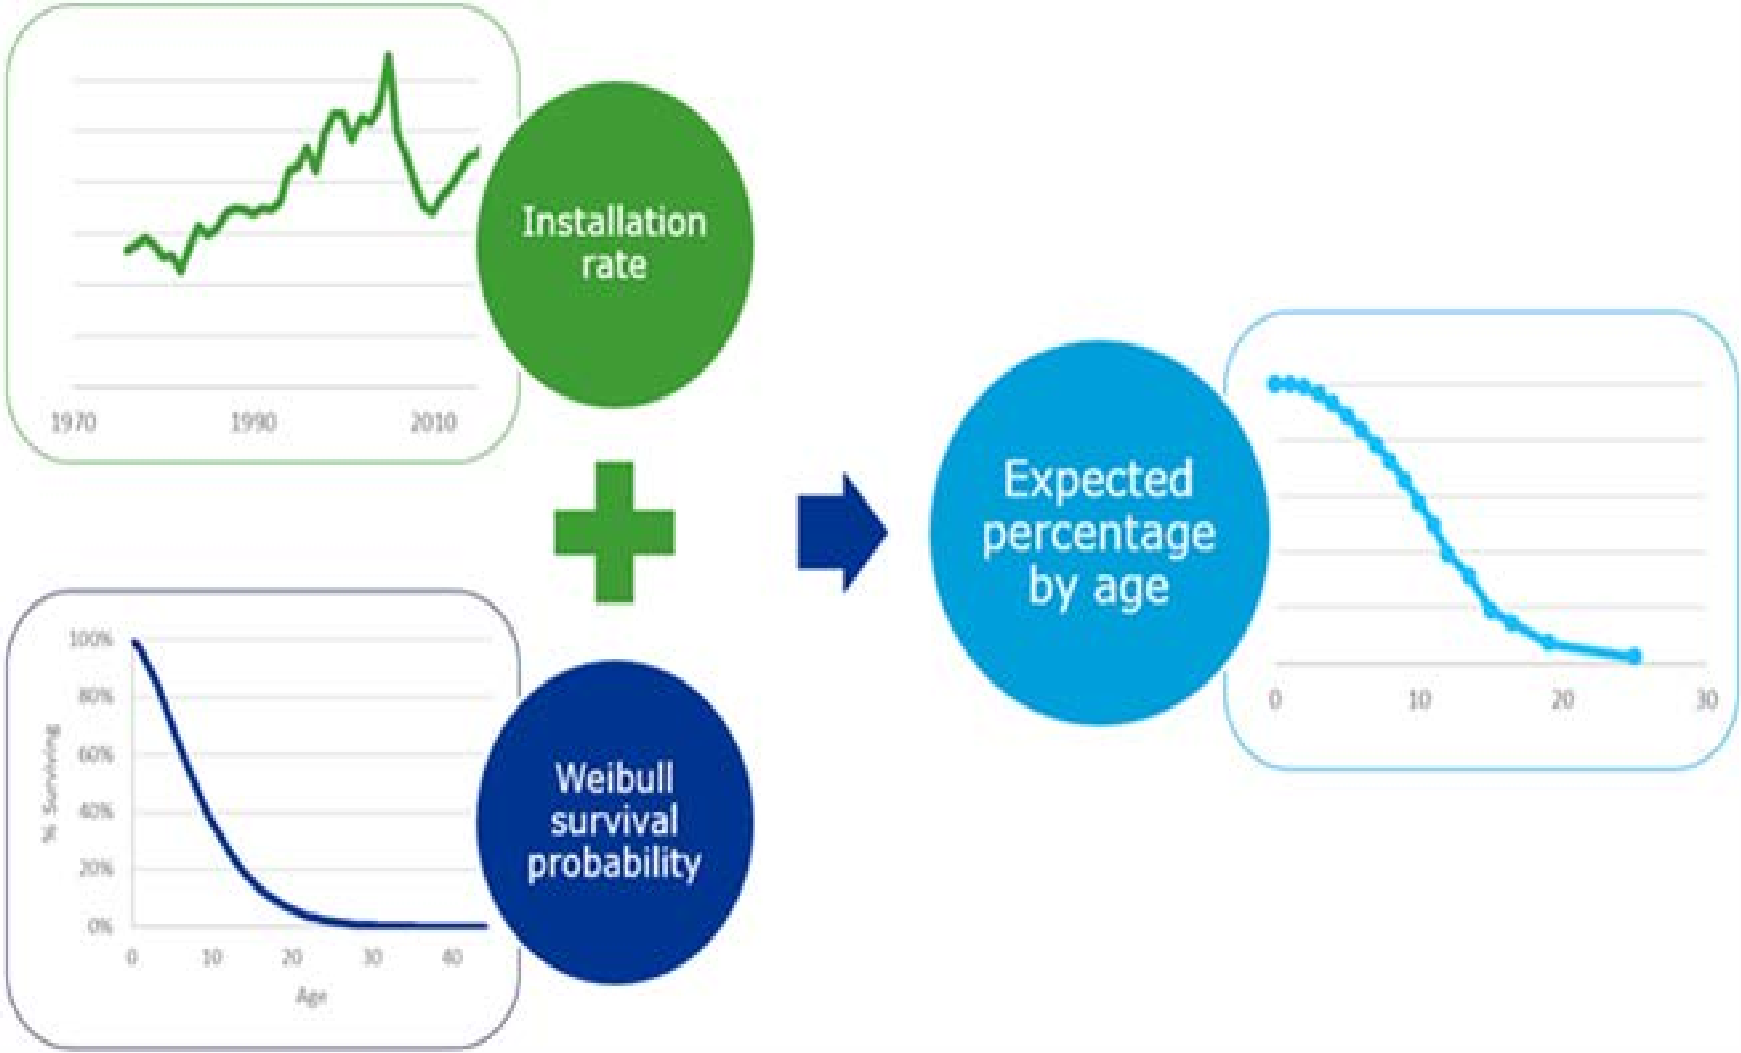 1970 1990 2010
Installation
rate
100%
80%
60%
40%
20%
0%
% Surviving
0 10 20 30 40
Age
Weibull
survival
probability
Expected
percentage
by age
0 10 20 30